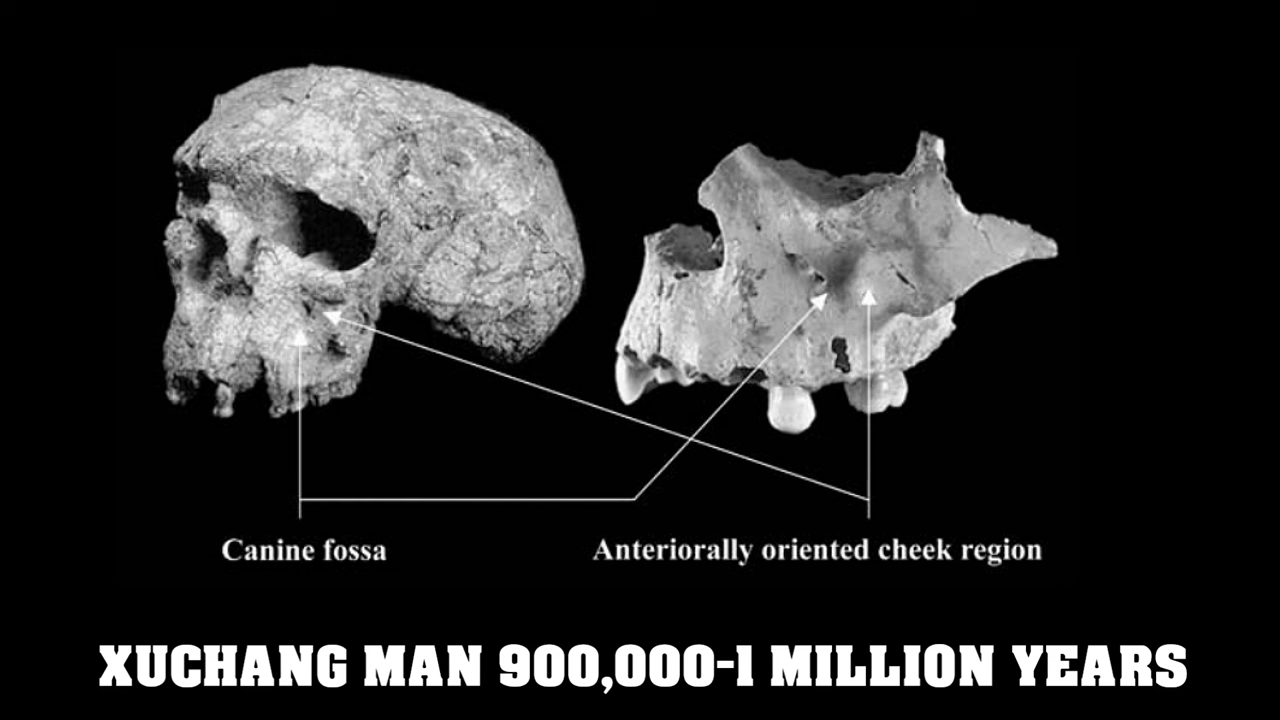 Canine fossa
Anteriorally oriented cheek region
XUCHANG MAN 900,000-1 MILLION YEARS